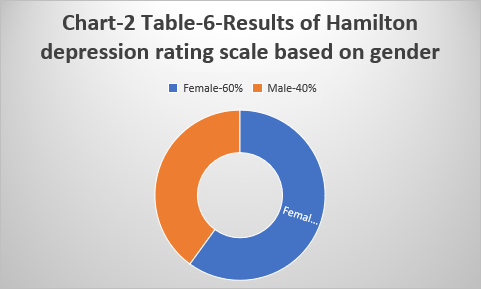 Chart-2 Table-6-Results of Hamilton
depression rating scale based on gender
Female-60% Male-40%
Femal...